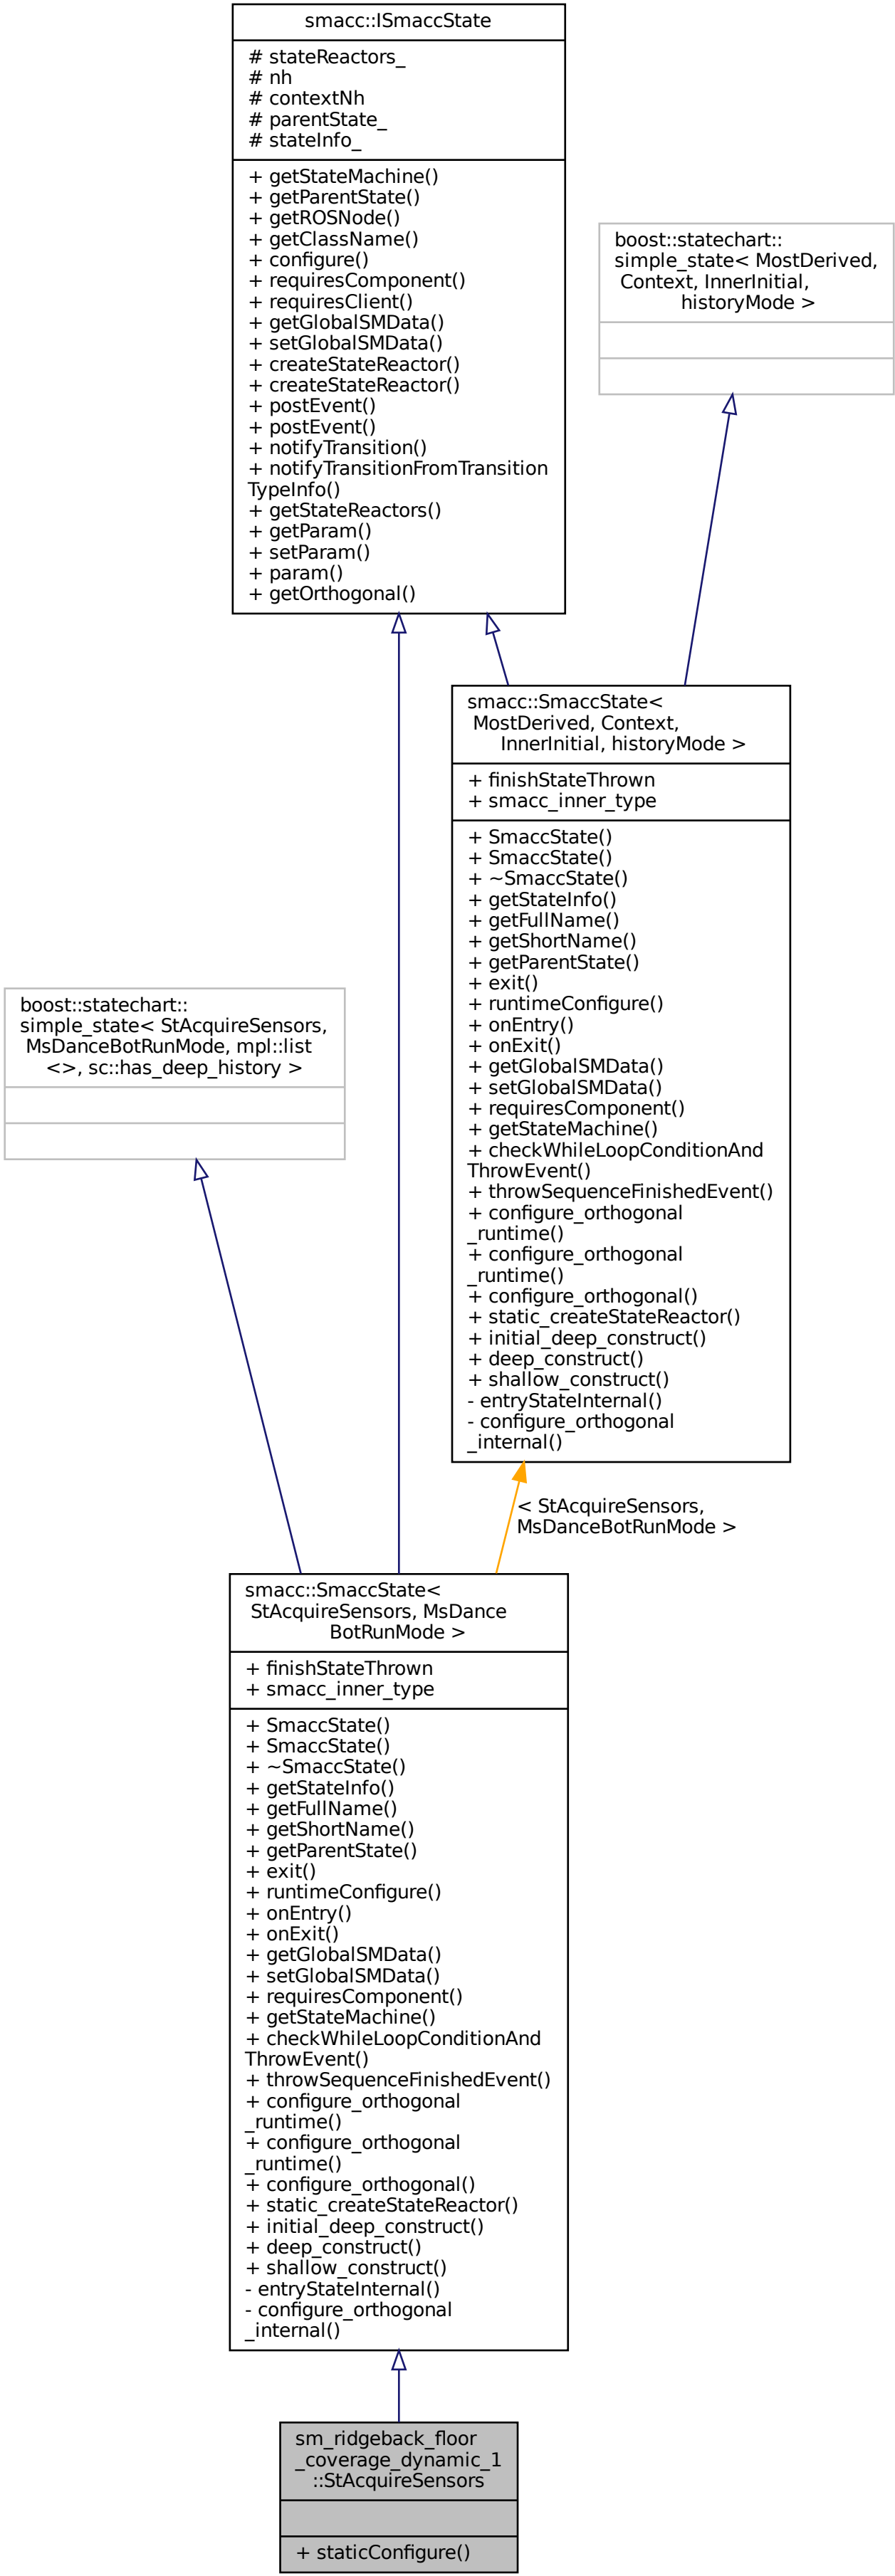 smacc::ISmaccState
# stateReactors_
# nh
# contextNh
# parentState_
# stateInfo_
+ getStateMachine()
+ getParentState()
+ getROSNode()
+ getClassName()
+ configure()
+ requiresComponent()
+ requiresClient()
+ getGlobalSMData()
+ setGlobalSMData()
+ createStateReactor()
+ createStateReactor()
+ postEvent()
+ postEvent()
+ notifyTransition()
+ notifyTransitionFromTransition
TypeInfo()
+ getStateReactors()
+ getParam()
+ setParam()
+ param()
+ getOrthogonal()
boost::statechart::
simple_state< MostDerived,
Context, InnerInitial,
historyMode >
smacc::SmaccState<
MostDerived, Context,
InnerInitial, historyMode >
+ finishStateThrown
+ smacc_inner_type
+ SmaccState()
+ SmaccState()
+ ~SmaccState()
+ getStateInfo()
+ getFullName()
+ getShortName()
+ getParentState()
+ exit()
+ runtimeConfigure()
+ onEntry()
+ onExit()
+ getGlobalSMData()
+ setGlobalSMData()
+ requiresComponent()
+ getStateMachine()
+ checkWhileLoopConditionAnd
ThrowEvent()
+ throwSequenceFinishedEvent()
+ configure_orthogonal
_runtime()
+ configure_orthogonal
_runtime()
+ configure_orthogonal()
+ static_createStateReactor()
+ initial_deep_construct()
+ deep_construct()
+ shallow_construct()
- entryStateInternal()
- configure_orthogonal
_internal()
boost::statechart::
simple_state< StAcquireSensors,
MsDanceBotRunMode, mpl::list
<>, sc::has_deep_history >
< StAcquireSensors,
MsDanceBotRunMode >
smacc::SmaccState<
StAcquireSensors, MsDance
BotRunMode >
+ finishStateThrown
+ smacc_inner_type
+ SmaccState()
+ SmaccState()
+ ~SmaccState()
+ getStateInfo()
+ getFullName()
+ getShortName()
+ getParentState()
+ exit()
+ runtimeConfigure()
+ onEntry()
+ onExit()
+ getGlobalSMData()
+ setGlobalSMData()
+ requiresComponent()
+ getStateMachine()
+ checkWhileLoopConditionAnd
ThrowEvent()
+ throwSequenceFinishedEvent()
+ configure_orthogonal
_runtime()
+ configure_orthogonal
_runtime()
+ configure_orthogonal()
+ static_createStateReactor()
+ initial_deep_construct()
+ deep_construct()
+ shallow_construct()
- entryStateInternal()
- configure_orthogonal
_internal()
sm_ridgeback_floor
_coverage_dynamic_1
::StAcquireSensors
+ staticConfigure()